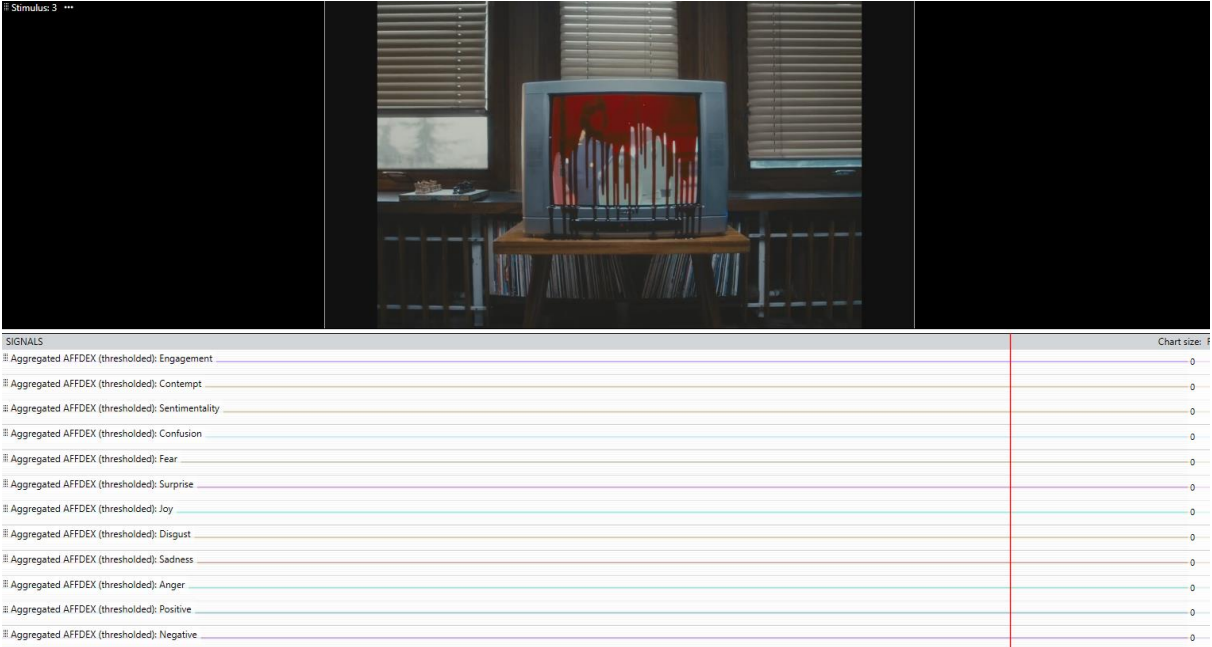 Stimulus: 3 •••
SIGNALS Chart size:
Aggregated AFFDEX (thresholded): Engagement 0
Aggregated AFFDEX (thresholded): Contempt 0
Aggregated AFFDEX (thresholded): Sentimentality 0
Aggregated AFFDEX (thresholded): Confusion 0
Aggregated AFFDEX (thresholded): Fear 0
Aggregated AFFDEX (thresholded): Surprise 0
Aggregated AFFDEX (thresholded): Joy 0
Aggregated AFFDEX (thresholded): Disgust 0
Aggregated AFFDEX (thresholded): Sadness 0
Aggregated AFFDEX (thresholded): Anger 0
Aggregated AFFDEX (thresholded): Positive 0
Aggregated AFFDEX (thresholded): Negative 0